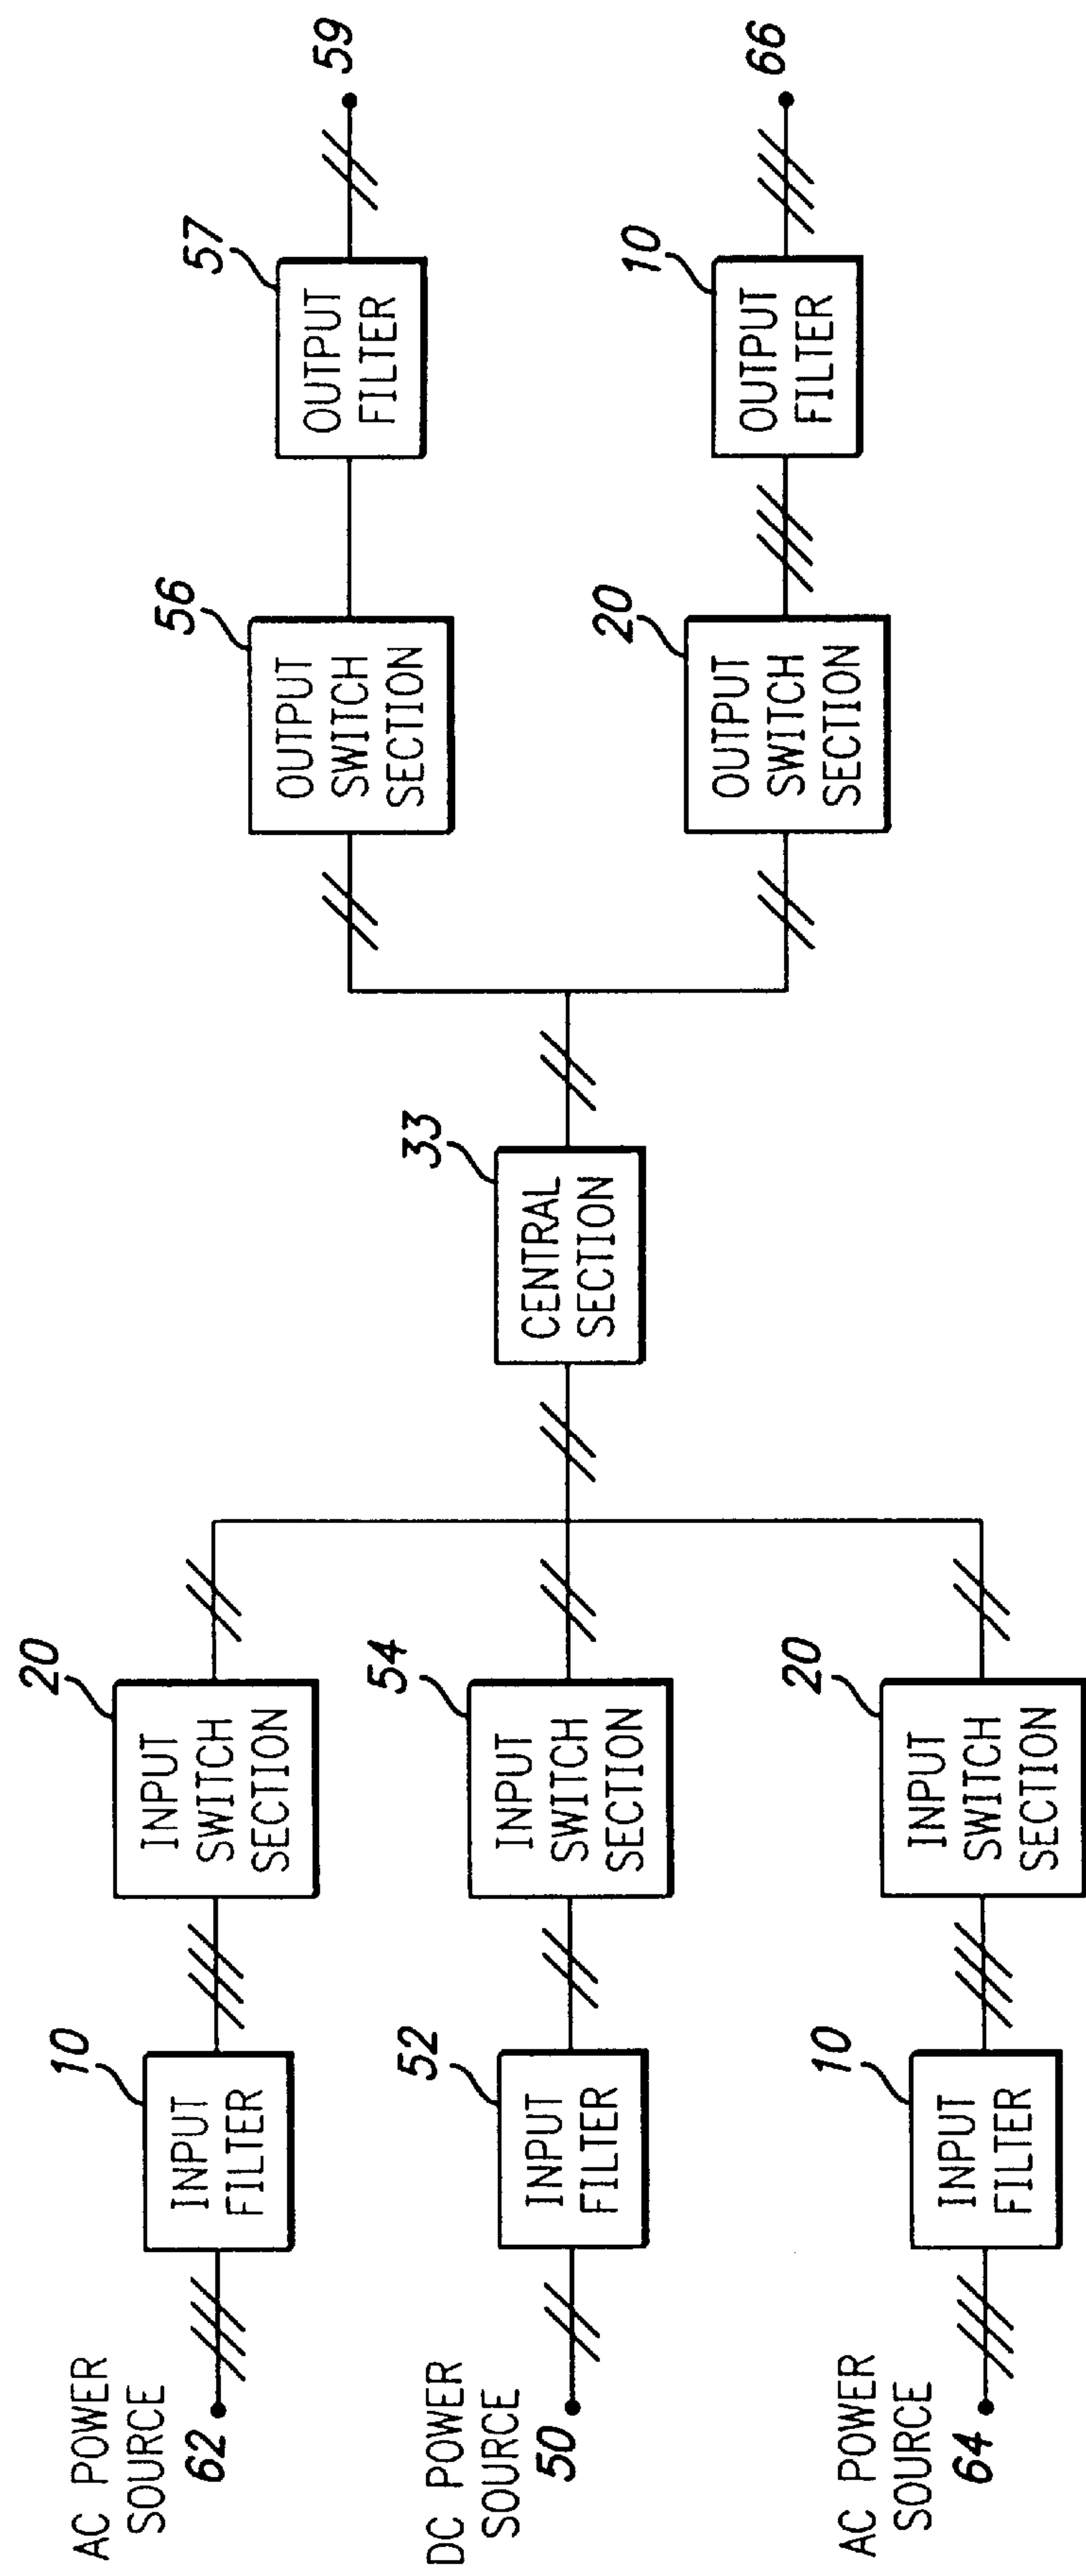 AC POWER
SOURCE
62
10
INPUT
FILTER
20
INPUT
SWITCH
SECTION
DC POWER
SOURCE
50
52
INPUT
FILTER
54
INPUT
SWITCH
SECTION
AC POWER
SOURCE
64
10
INPUT
FILTER
20
INPUT
SWITCH
SECTION
33
CENTRAL
SECTION
56
OUTPUT
SWITCH
SECTION
57
OUTPUT
FILTER
59
20
OUTPUT
SWITCH
SECTION
10
OUTPUT
FILTER
66